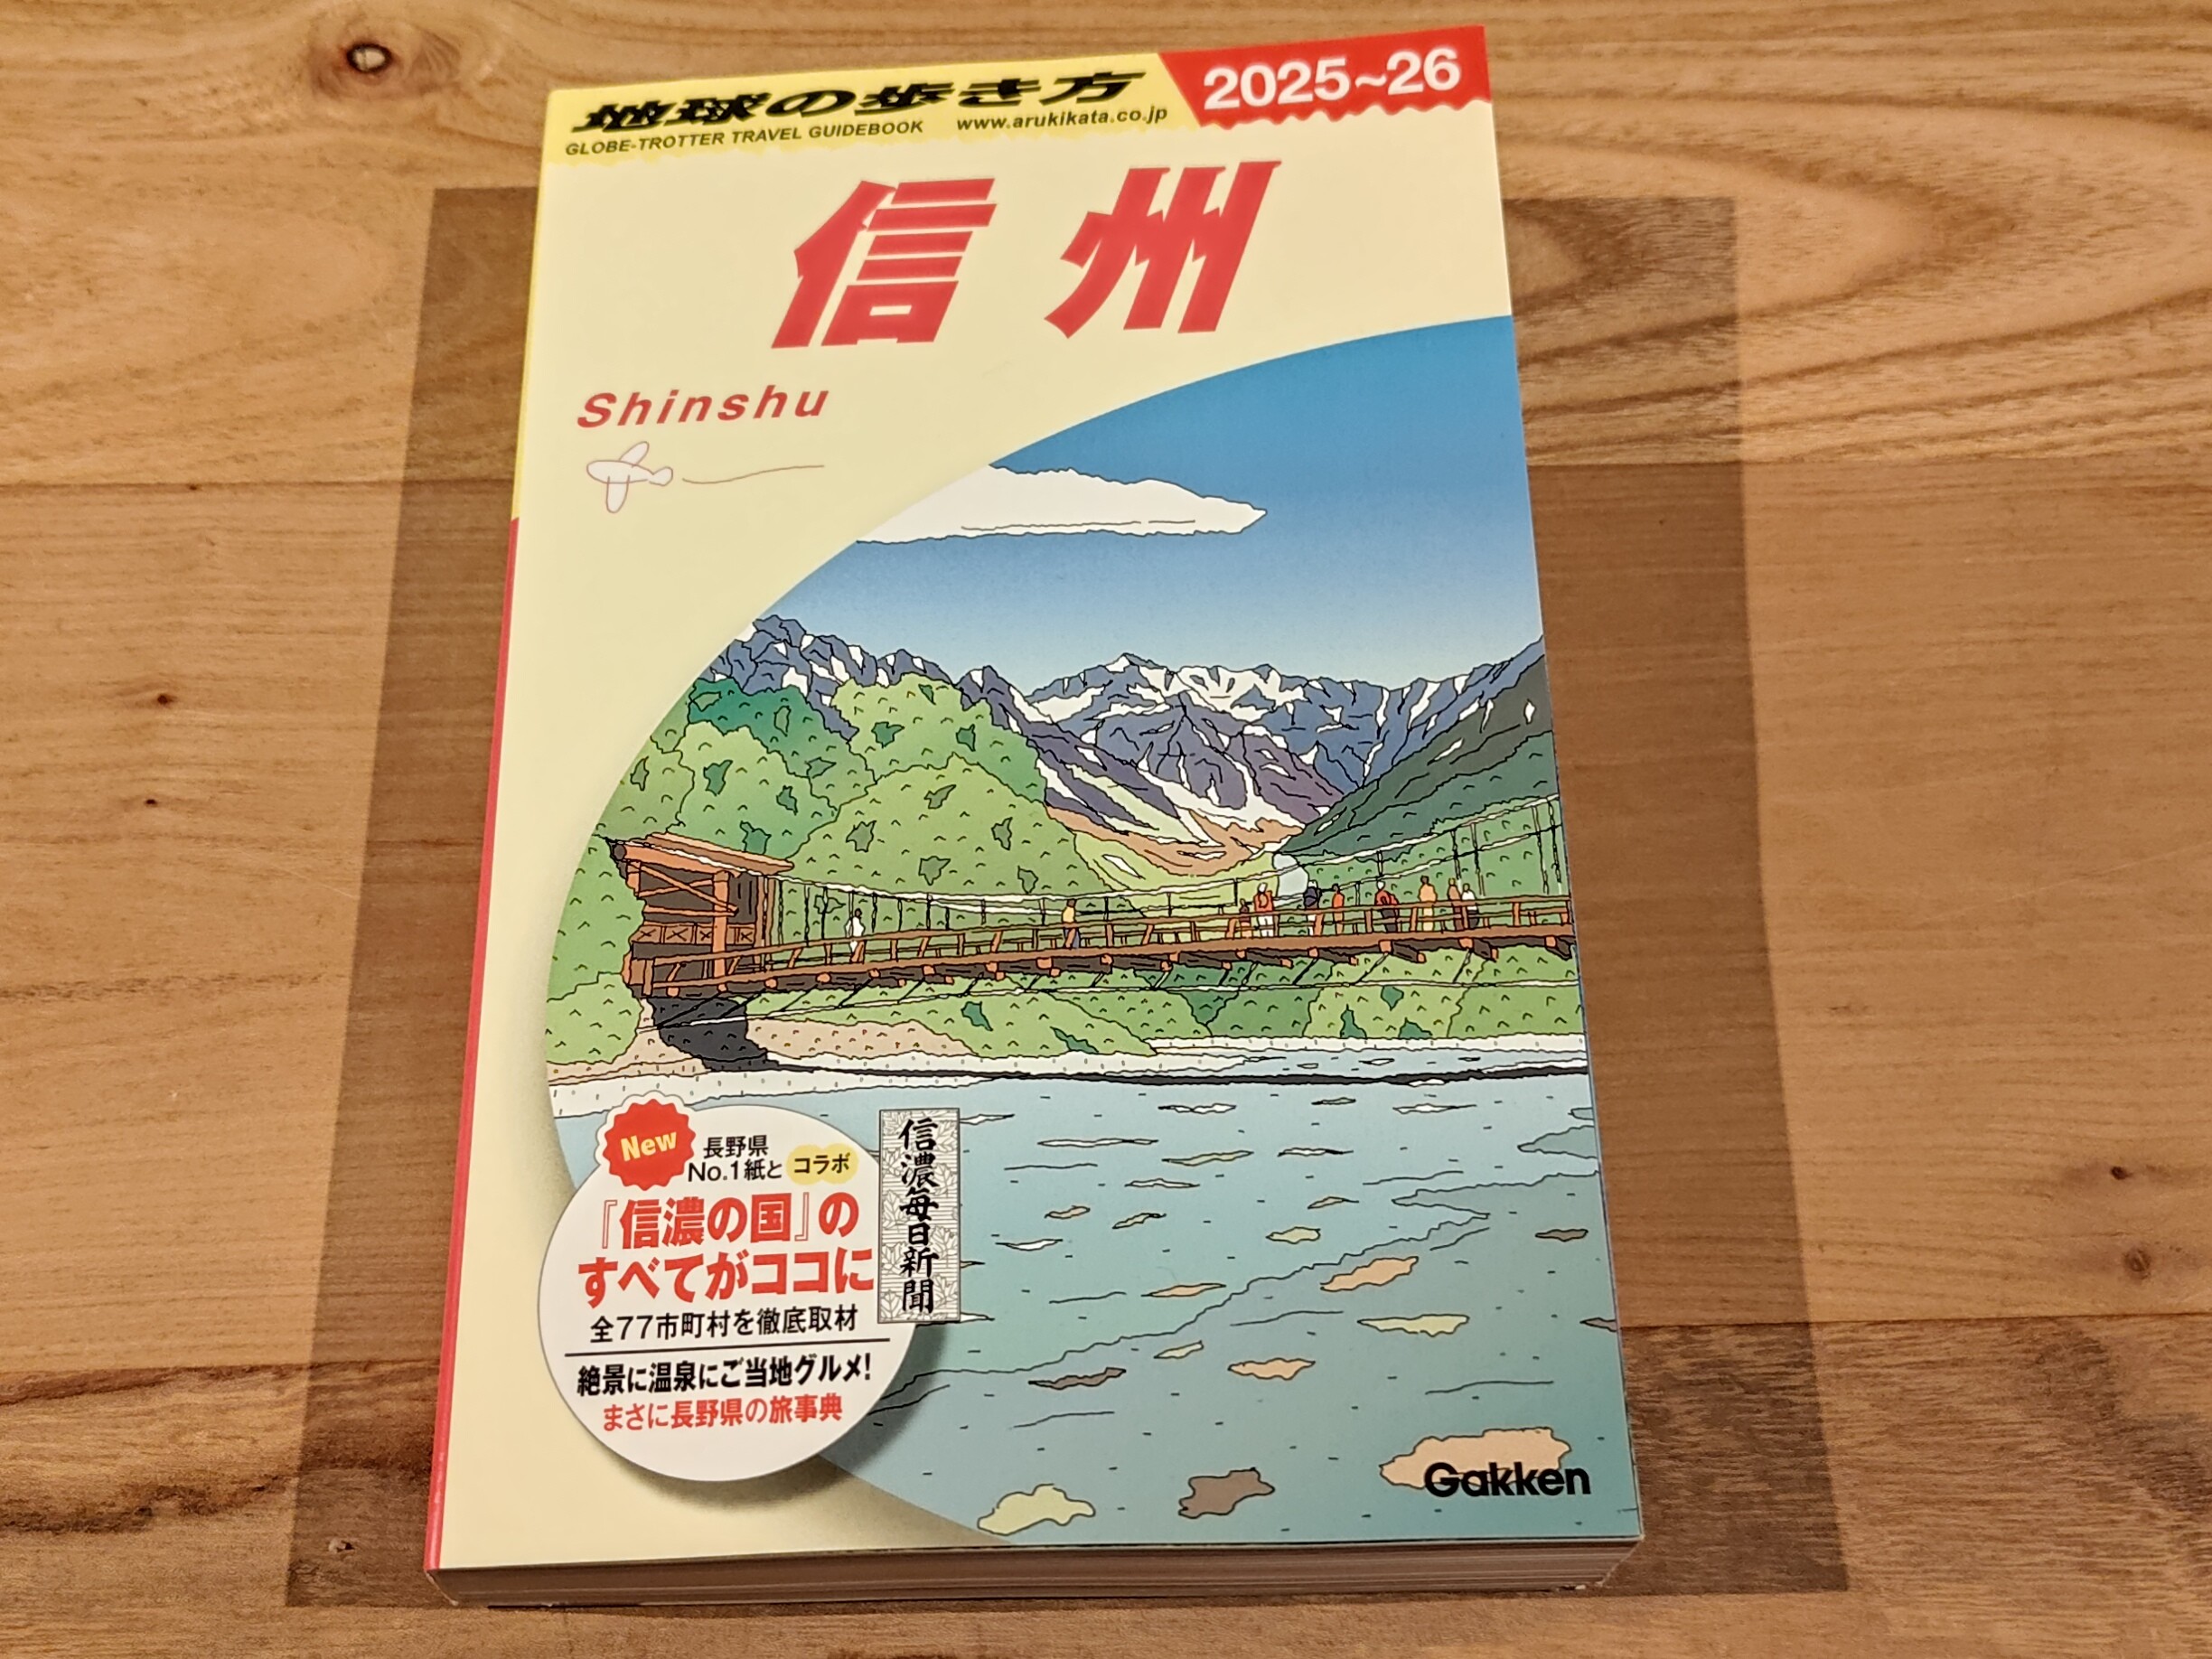 地球の歩き方
GLOBE-TROTTER TRAVEL GUIDEBOOK www.arukikata.co.jp
2025~26
信州
Shinshu
New
長野県
No.1紙と
コラボ
『信濃の国』の
すべてがココに
全77市町村を徹底取材
絶景に温泉にご当地グルメ!
まさに長野県の旅事典
信濃毎日新聞
Gakken